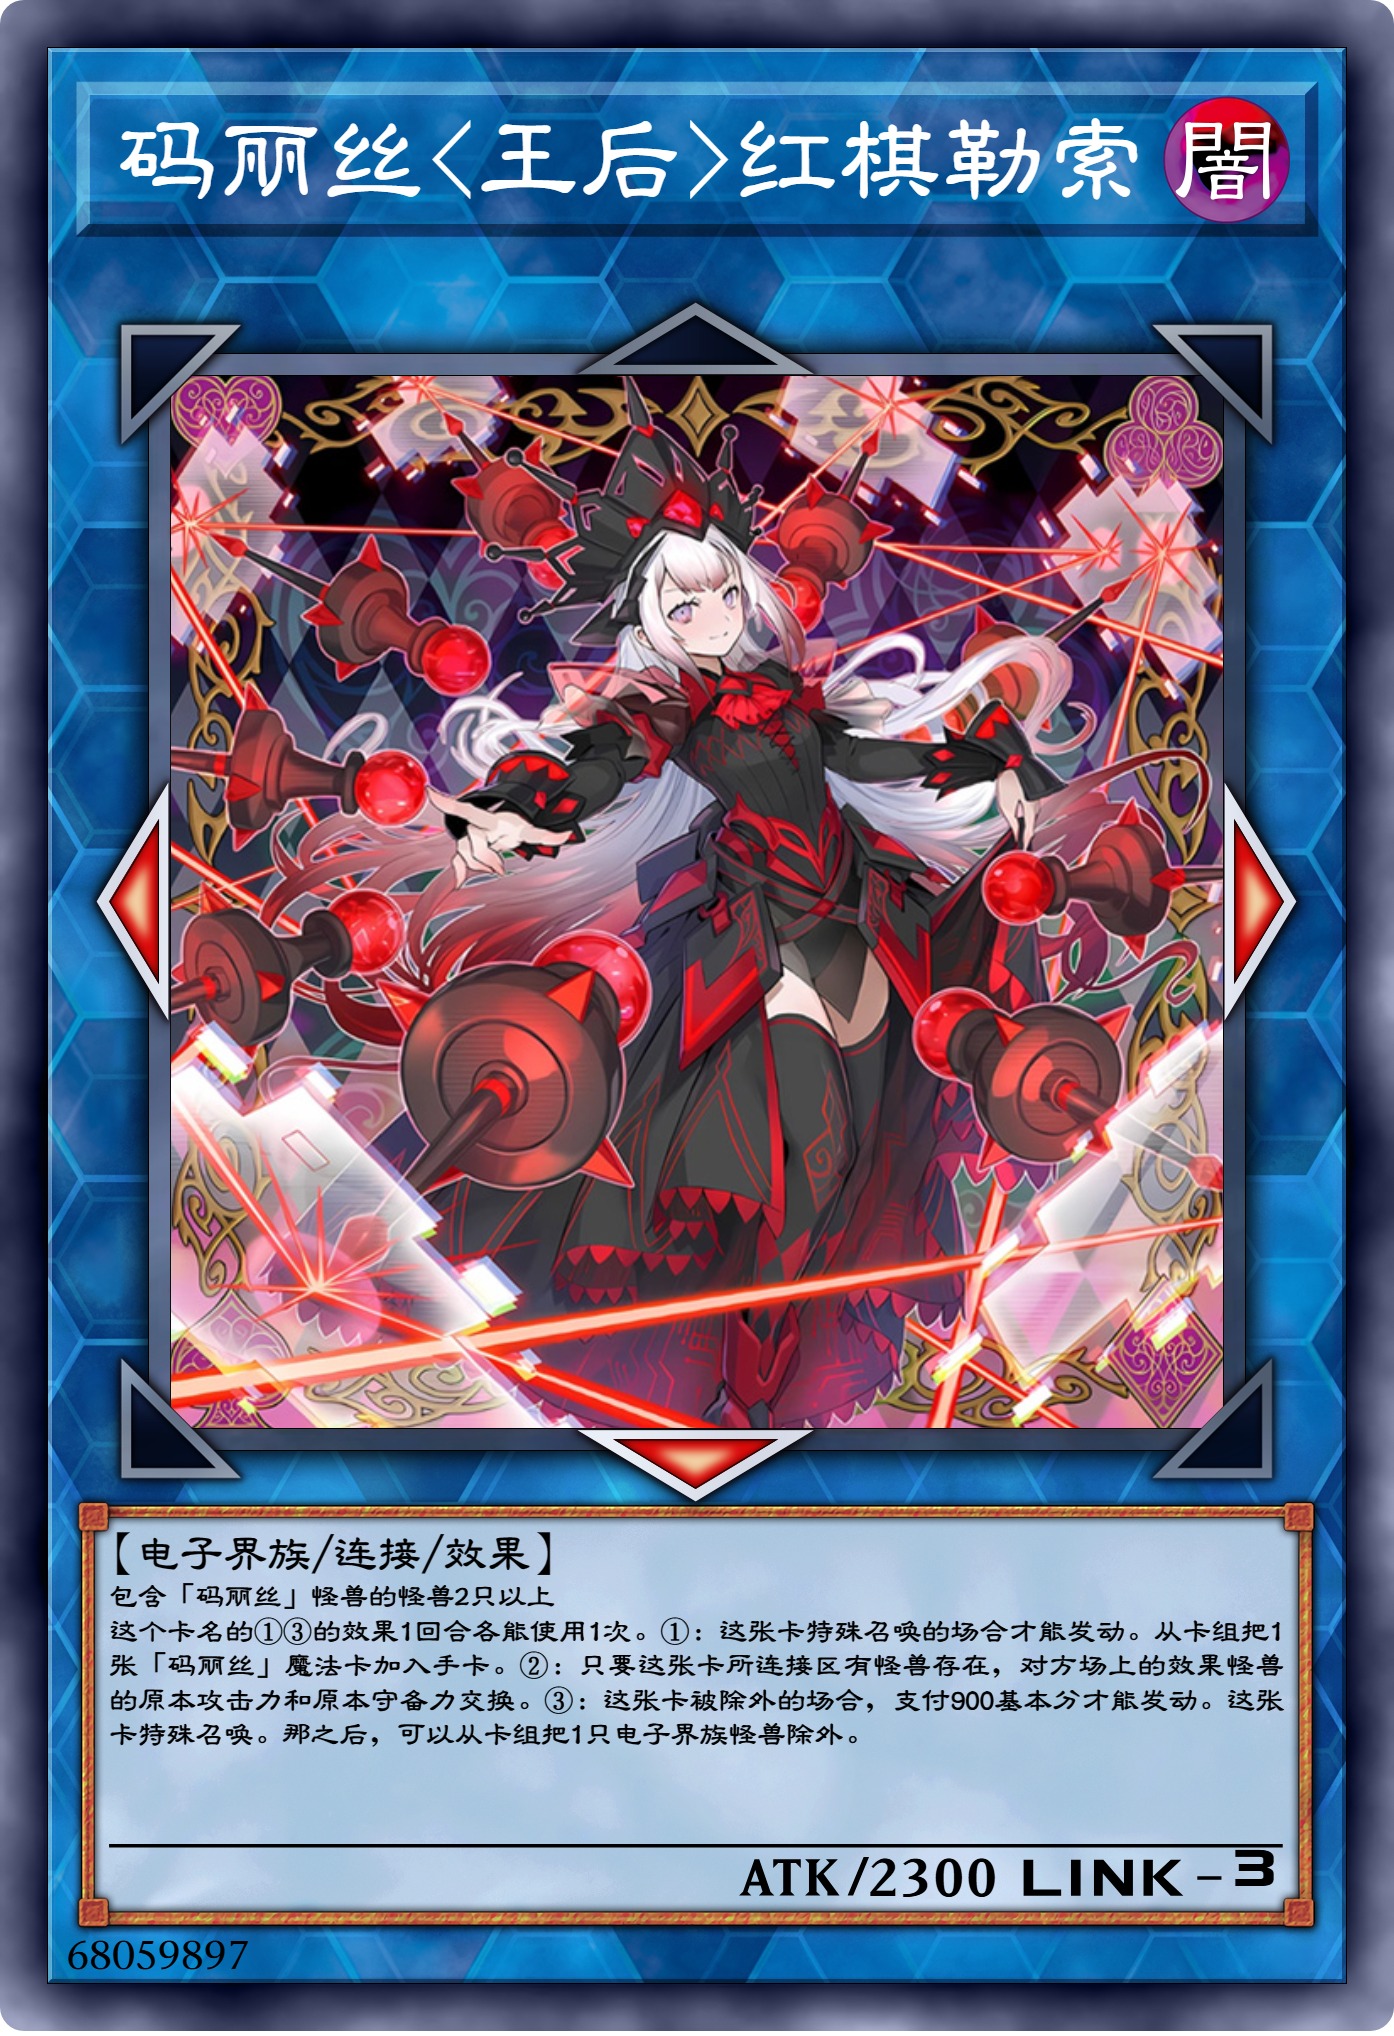 码丽丝<王后>红棋勒索 闇
【电子界族/连接/效果】
包含「码丽丝」怪兽的怪兽2只以上
这个卡名的①③的效果1回合各能使用1次。①：这张卡特殊召唤的场合才能发动。从卡组把1
张「码丽丝」魔法卡加入手卡。②：只要这张卡所连接区有怪兽存在，对方场上的效果怪兽
的原本攻击力和原本守备力交换。③：这张卡被除外的场合，支付900基本分才能发动。这张
卡特殊召唤。那之后，可以从卡组把1只电子界族怪兽除外。
ATK/2300 LINK-3
68059897